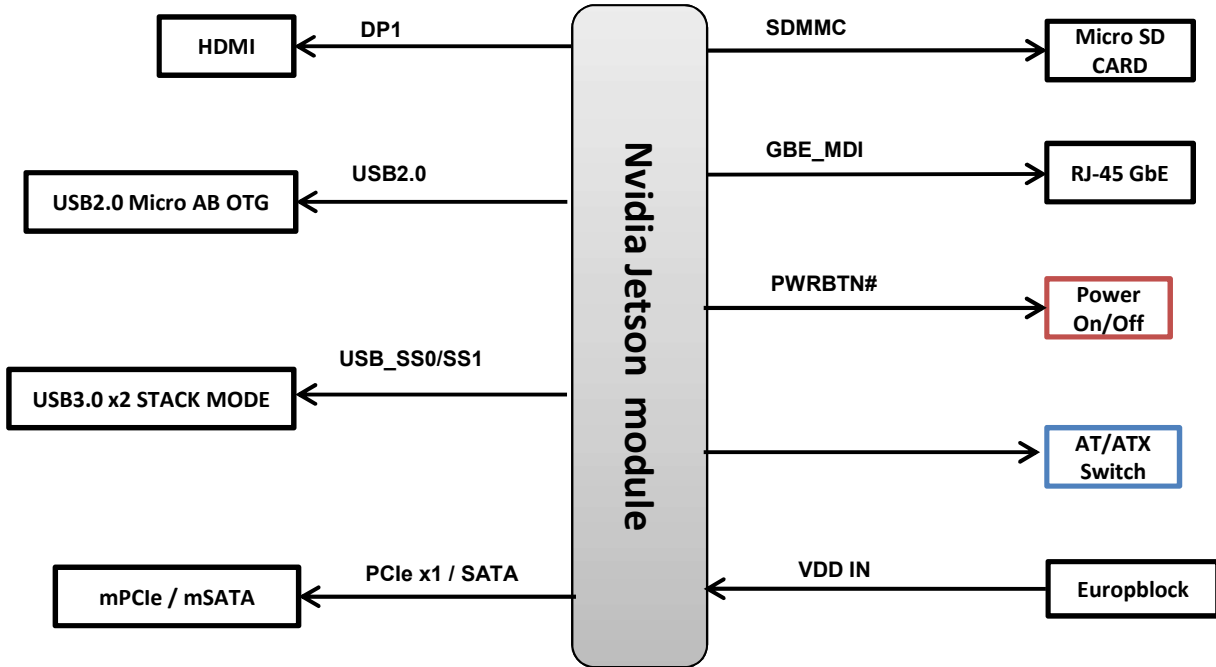 DP1
HDMI
USB2.0
USB2.0 Micro AB OTG
USB_SS0/SS1
USB3.0 x2 STACK MODE
PCIe x1 / SATA
mPCIe / mSATA
Nvidia Jetson module
SDMMC
Micro SD
CARD
GBE_MDI
RJ-45 GbE
PWRBTN#
Power
On/Off
AT/ATX
Switch
VDD IN
Europblock